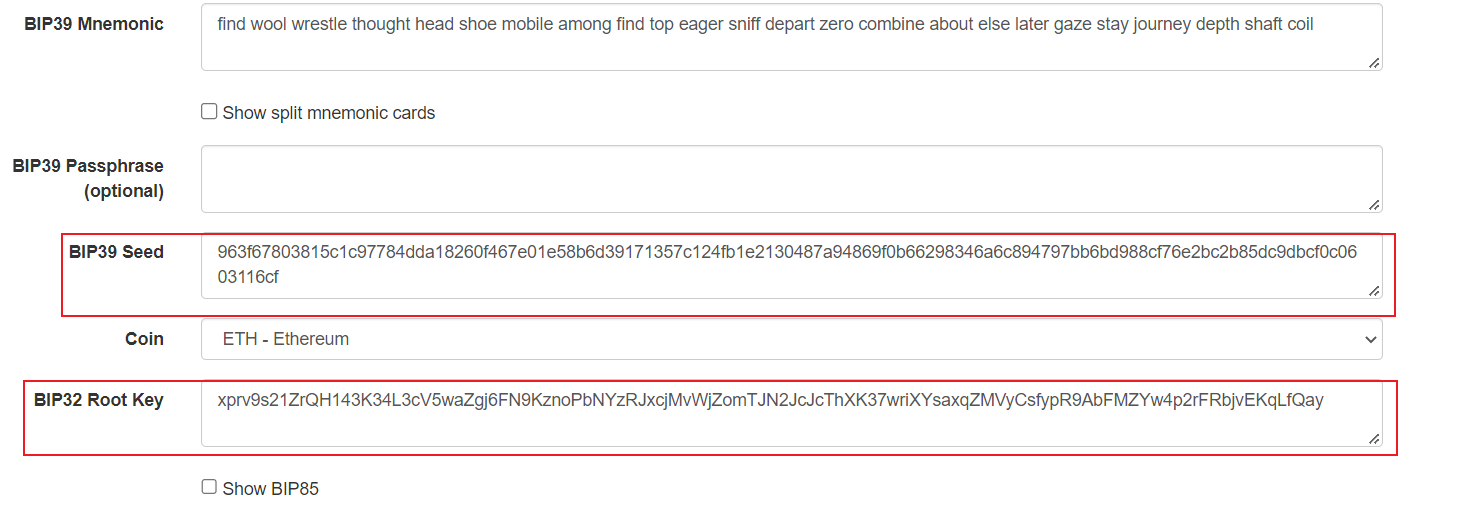 BIP39 Mnemonic
find wool wrestle thought head shoe mobile among find top eager sniff depart zero combine about else later gaze stay journey depth shaft coil
Show split mnemonic cards
BIP39 Passphrase
(optional)
BIP39 Seed
963f67803815c1c97784dda18260f467e01e58b6d39171357c124fb1e2130487a94869f0b66298346a6c894797bb6bd988cf76e2bc2b85dc9dbcf0c06
03116cf
Coin
ETH - Ethereum
BIP32 Root Key
xprv9s21ZrQH143K34L3cV5waZgj6FN9KznoPbNYzRJxcjMvWjZomTJN2JcJcThXK37wriXYsaxqZMVyCsfypR9AbFMZYw4p2rFRbjvEKqLfQay
Show BIP85